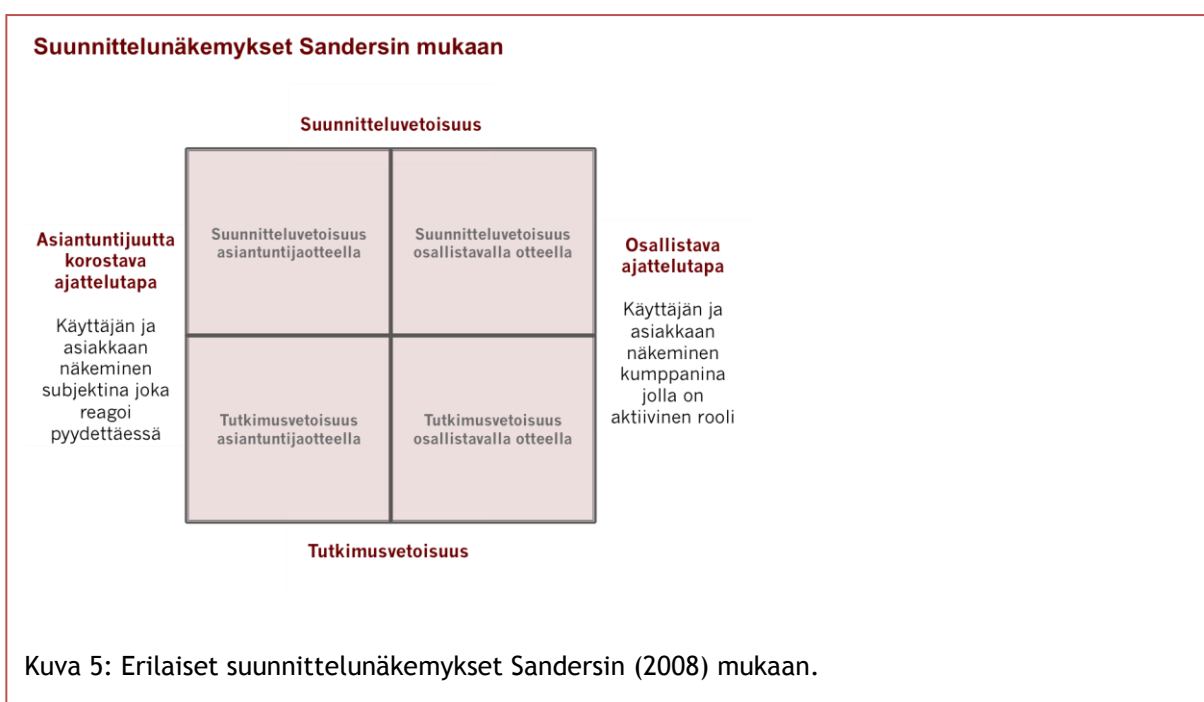 Suunnittelunäkemykset Sandersin mukaan
Suunnitteluvetoisuus
Asiantuntijuutta
korostava
ajattelutapa
Käyttäjän ja
asiakkaan
näkeminen
subjektina joka
reagoi
pyydettäessä
Suunnitteluvetoisuus
asiantuntijaotteella
Suunnitteluvetoisuus
osallistavalla otteella
Tutkimusvetoisuus
asiantuntijaotteella
Tutkimusvetoisuus
osallistavalla otteella
Osallistava
ajattelutapa
Käyttäjän ja
asiakkaan
näkeminen
kumppanina
jolla on
aktiivinen rooli
Tutkimusvetoisuus
Kuva 5: Erilaiset suunnittelunäkemykset Sandersin (2008) mukaan.